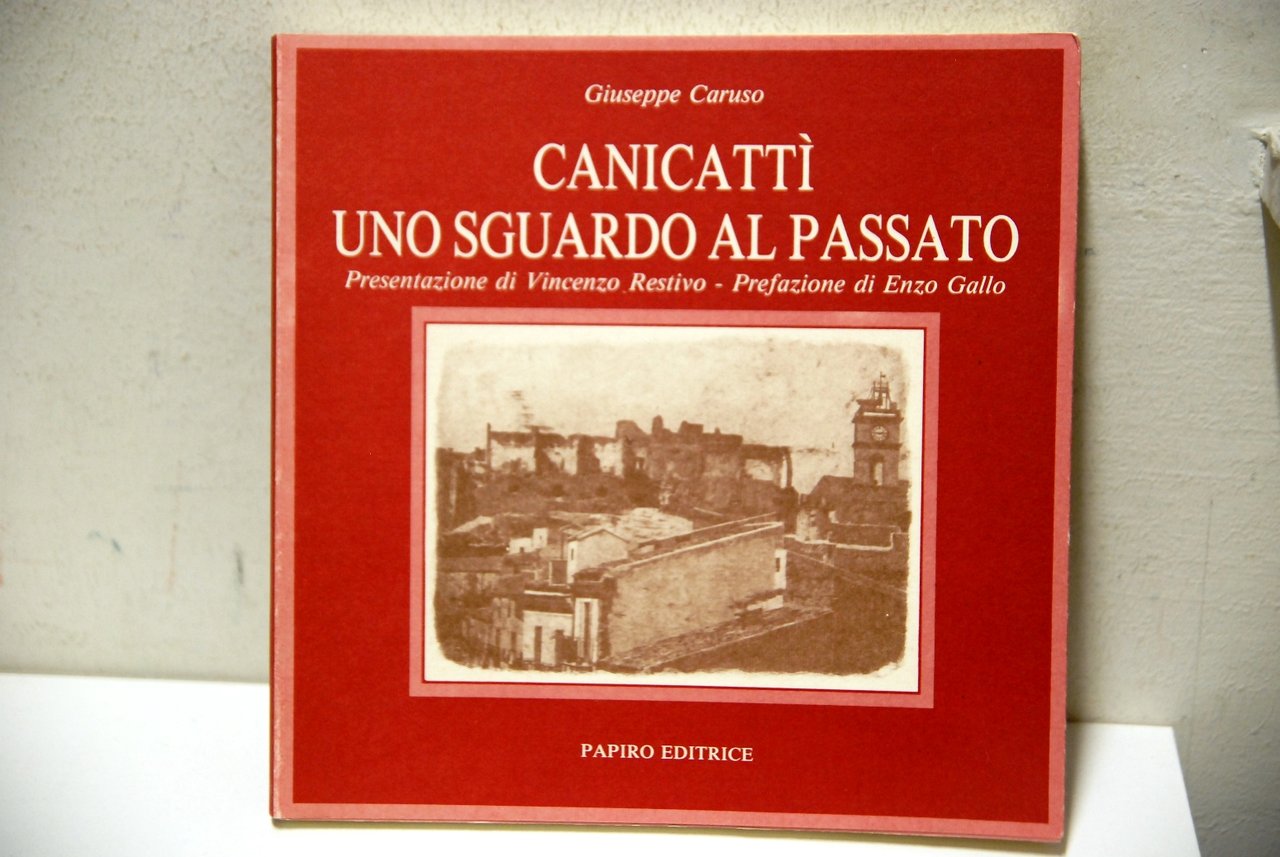 Giuseppe Caruso
CANICATTÌ
UNO SGUARDO AL PASSATO
Presentazione di Vincenzo Restivo - Prefazione di Enzo Gallo
PAPIRO EDITRICE